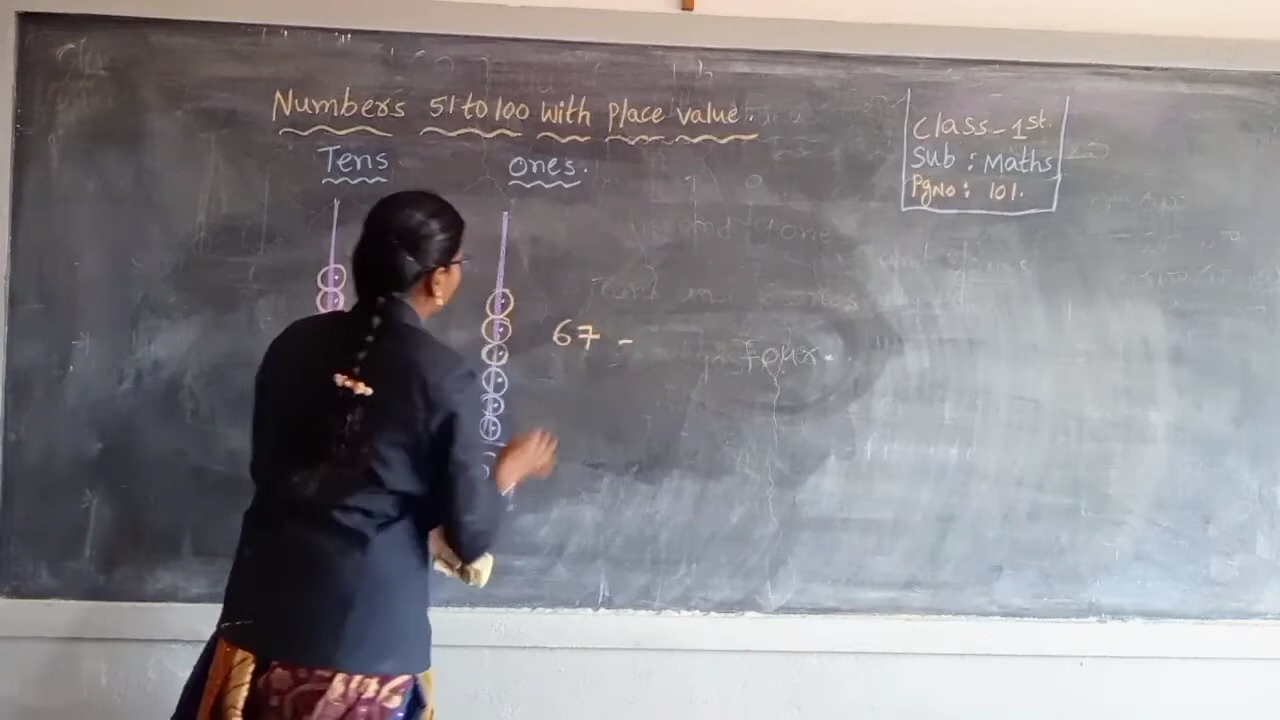 Numbers 51 to 100 with Place value.
Class - 1st.
Sub : Maths
Pg No : 101.
Tens
Ones.
67 -